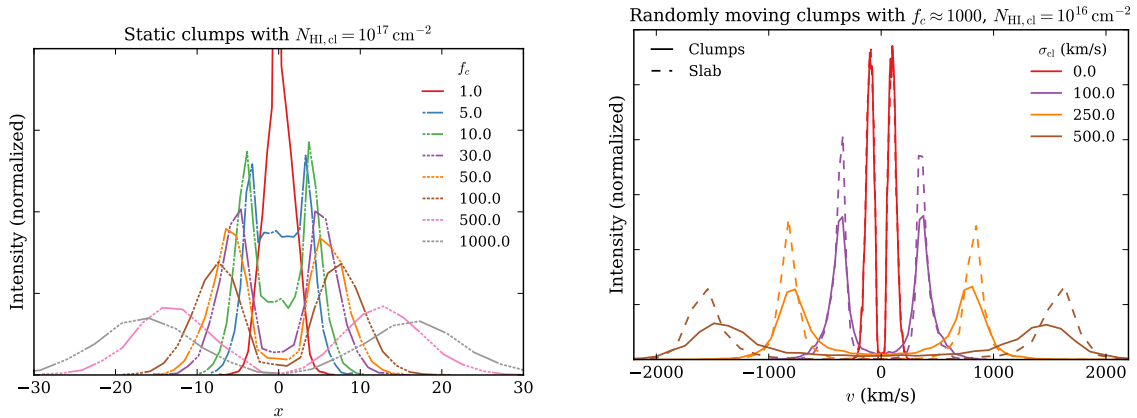 Static clumps with N_HI,cl = 10^17 cm^-2
f_c
1.0
5.0
10.0
30.0
50.0
100.0
500.0
1000.0
Intensity (normalized)
−30 −20 −10 0 10 20 30
x
Randomly moving clumps with f_c ≈ 1000, N_HI,cl = 10^16 cm^-2
Clumps
Slab
σ_cl (km/s)
0.0
100.0
250.0
500.0
Intensity (normalized)
−2000 −1000 0 1000 2000
v (km/s)